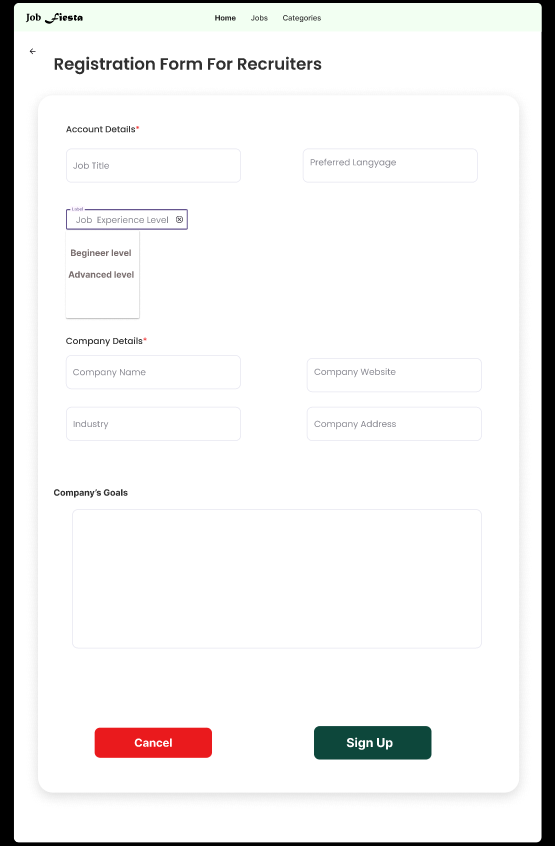 Job Fiesta Home Jobs Categories
Registration Form For Recruiters
Account Details*
Job Title Preferred Langyage
Label
Job Experience Level
Begineer level
Advanced level
Company Details*
Company Name Company Website
Industry Company Address
Company's Goals
Cancel Sign Up